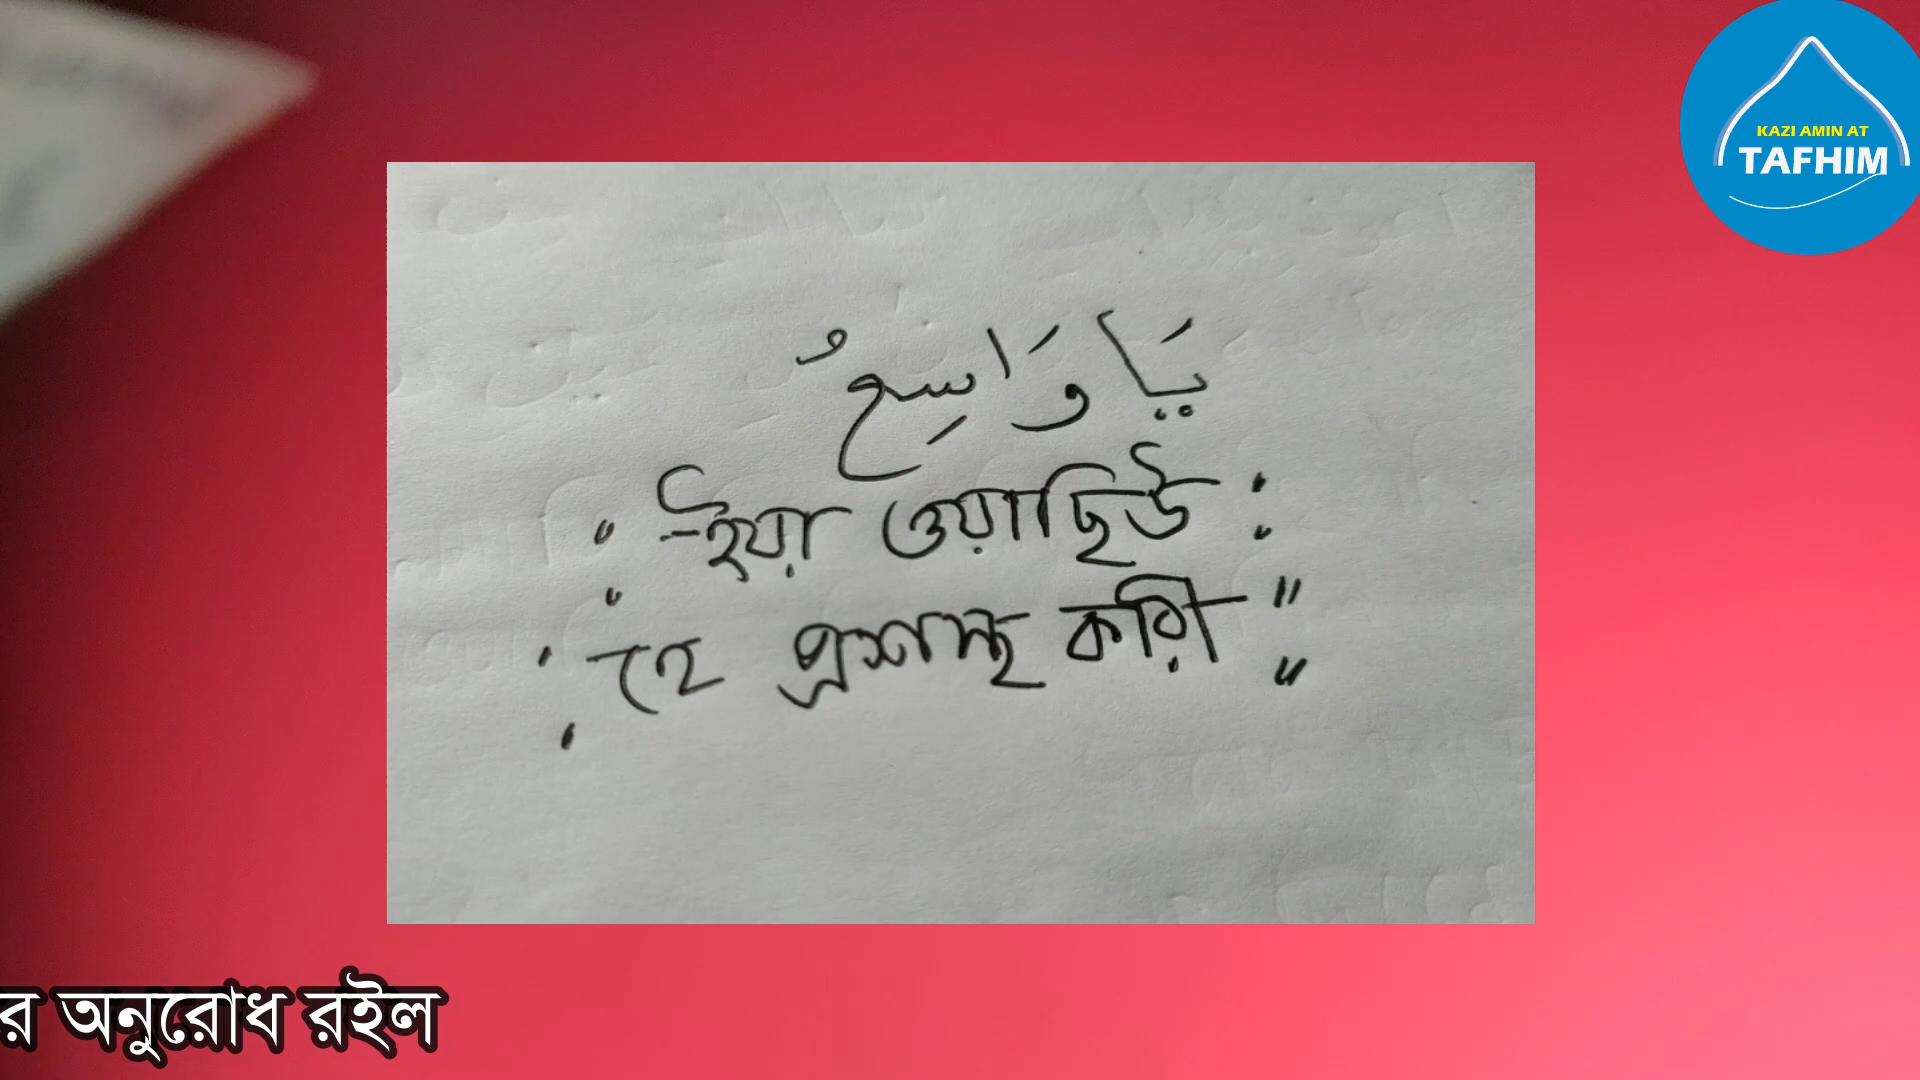 KAZI AMIN AT
TAFHIM
يَا وَاسِعُ
: ইয়া ওয়াছিউ :
: হে প্রশস্থ কারী "
"
র অনুরোধ রইল